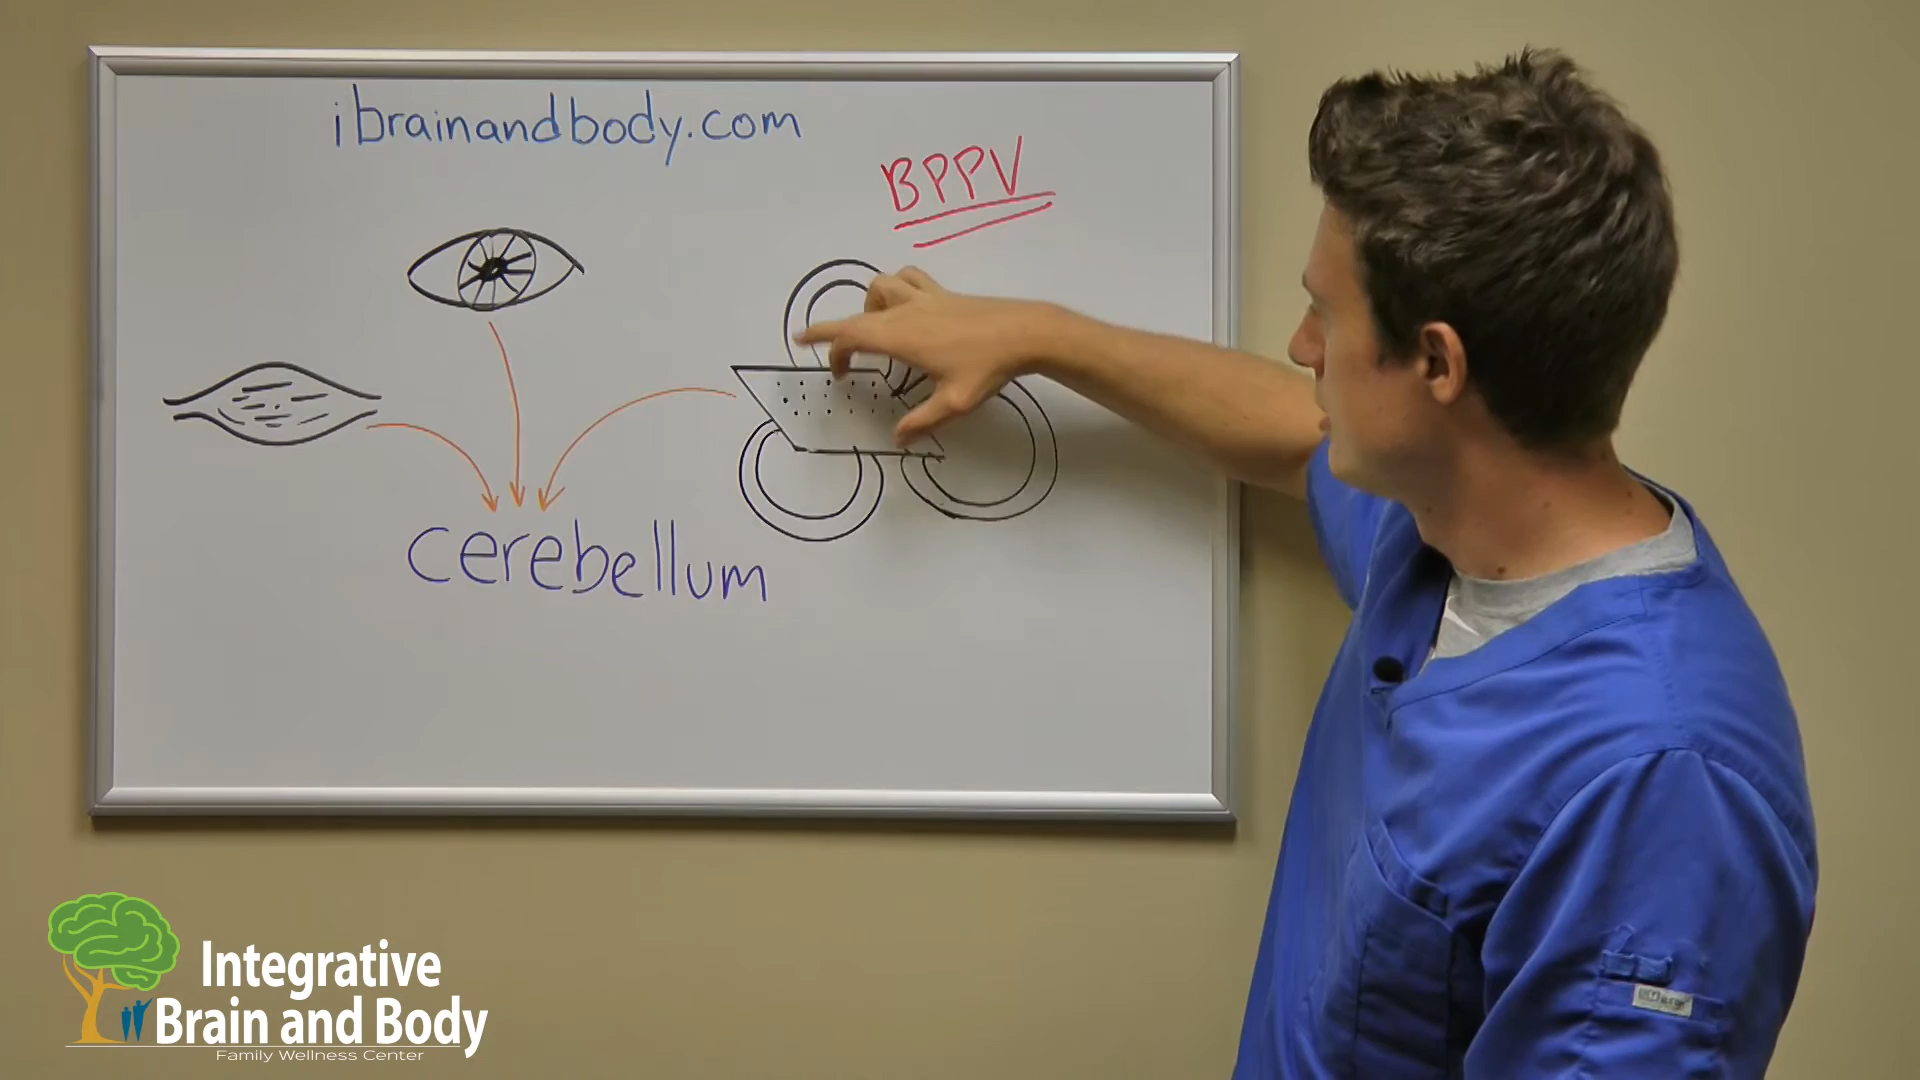 ibrainandbody.com
BPPV
cerebellum
Integrative
Brain and Body
Family Wellness Center